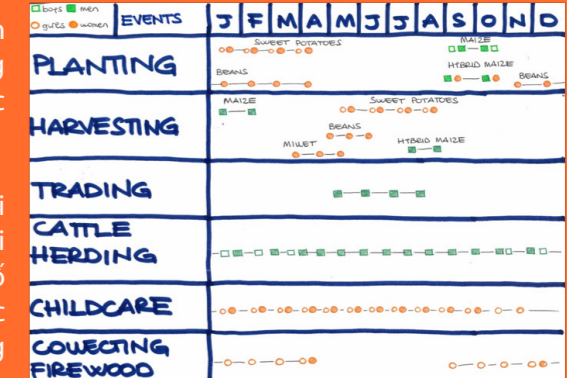 boys men
girls women
EVENTS J F M A M J J A S O N D
PLANTING
SWEET POTATOES MAIZE
HYBRID MAIZE
BEANS BEANS
HARVESTING
MAIZE SWEET POTATOES
BEANS
MILLET HYBRID MAIZE
TRADING
CATTLE
HERDING
CHILDCARE
COLLECTING
FIREWOOD